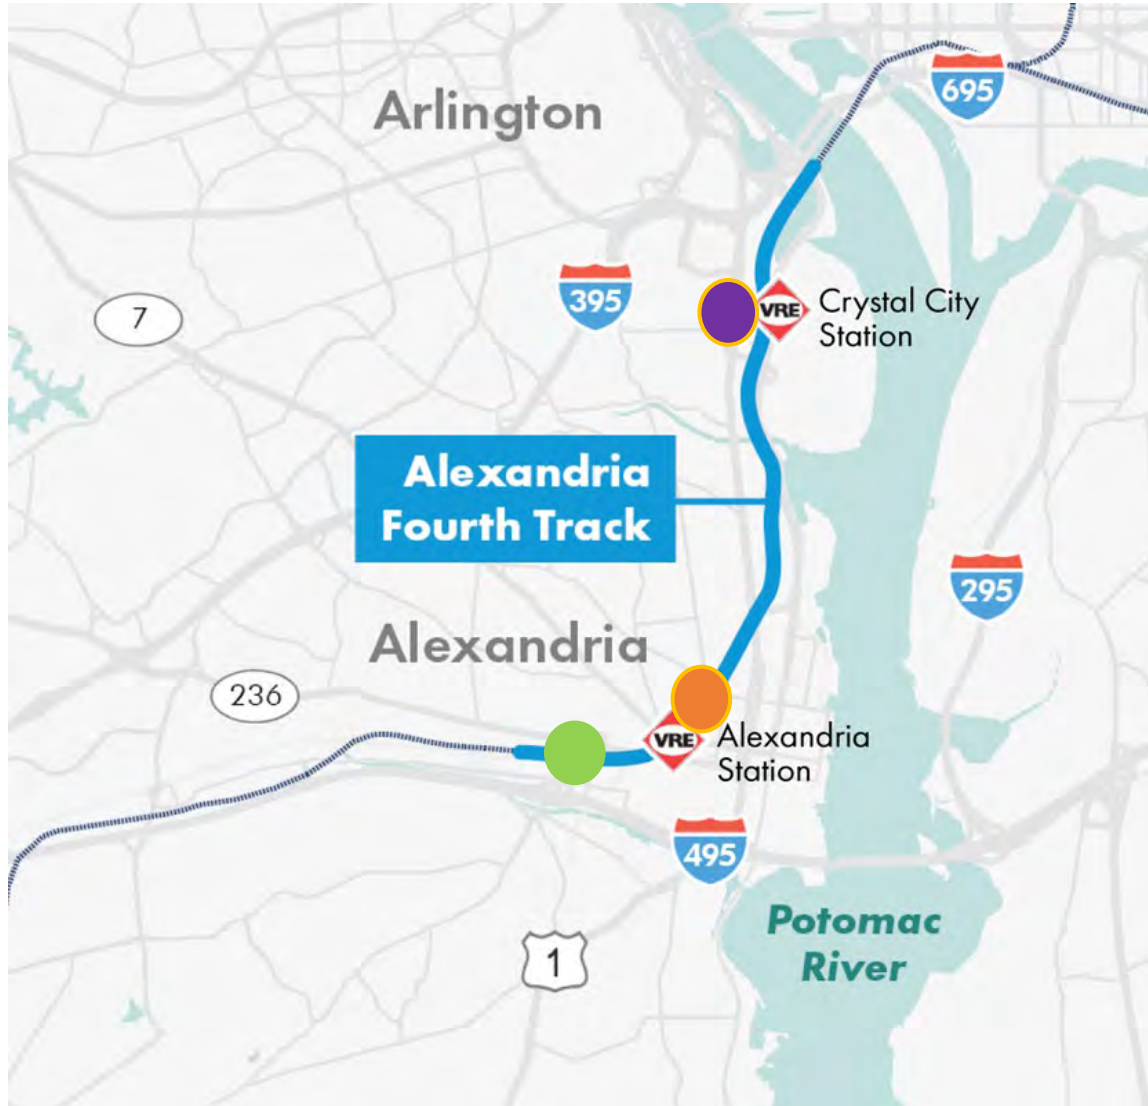 Arlington
695
395
VRE
Crystal City
Station
7
Alexandria
Fourth Track
295
Alexandria
236
VRE
Alexandria
Station
495
Potomac
River
1